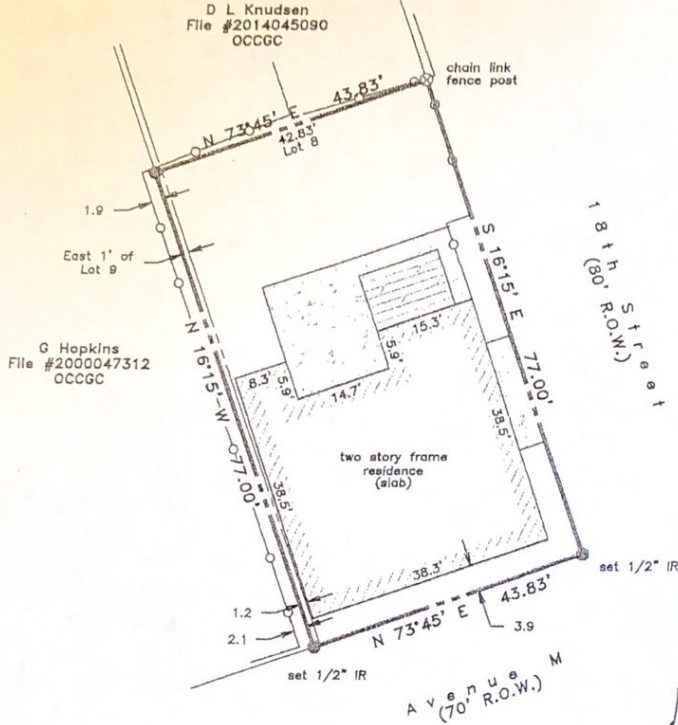 D L Knudsen
File #2014045090
OCCGC
chain link
fence post
N 73°45' E 43.83'
42.83'
Lot 8
1.9
East 1' of
Lot 9
18th Street
(80' R.O.W.)
S 16°15' E 77.00'
G Hopkins
File #2000047312
OCCGC
N 16°15' W 77.00'
15.3'
5.9'
8.3'
5.9'
14.7'
38.5'
two story frame
residence
(slab)
38.5'
38.3'
set 1/2" IR
1.2
2.1
N 73°45' E 43.83'
3.9
set 1/2" IR
Avenue M
(70' R.O.W.)